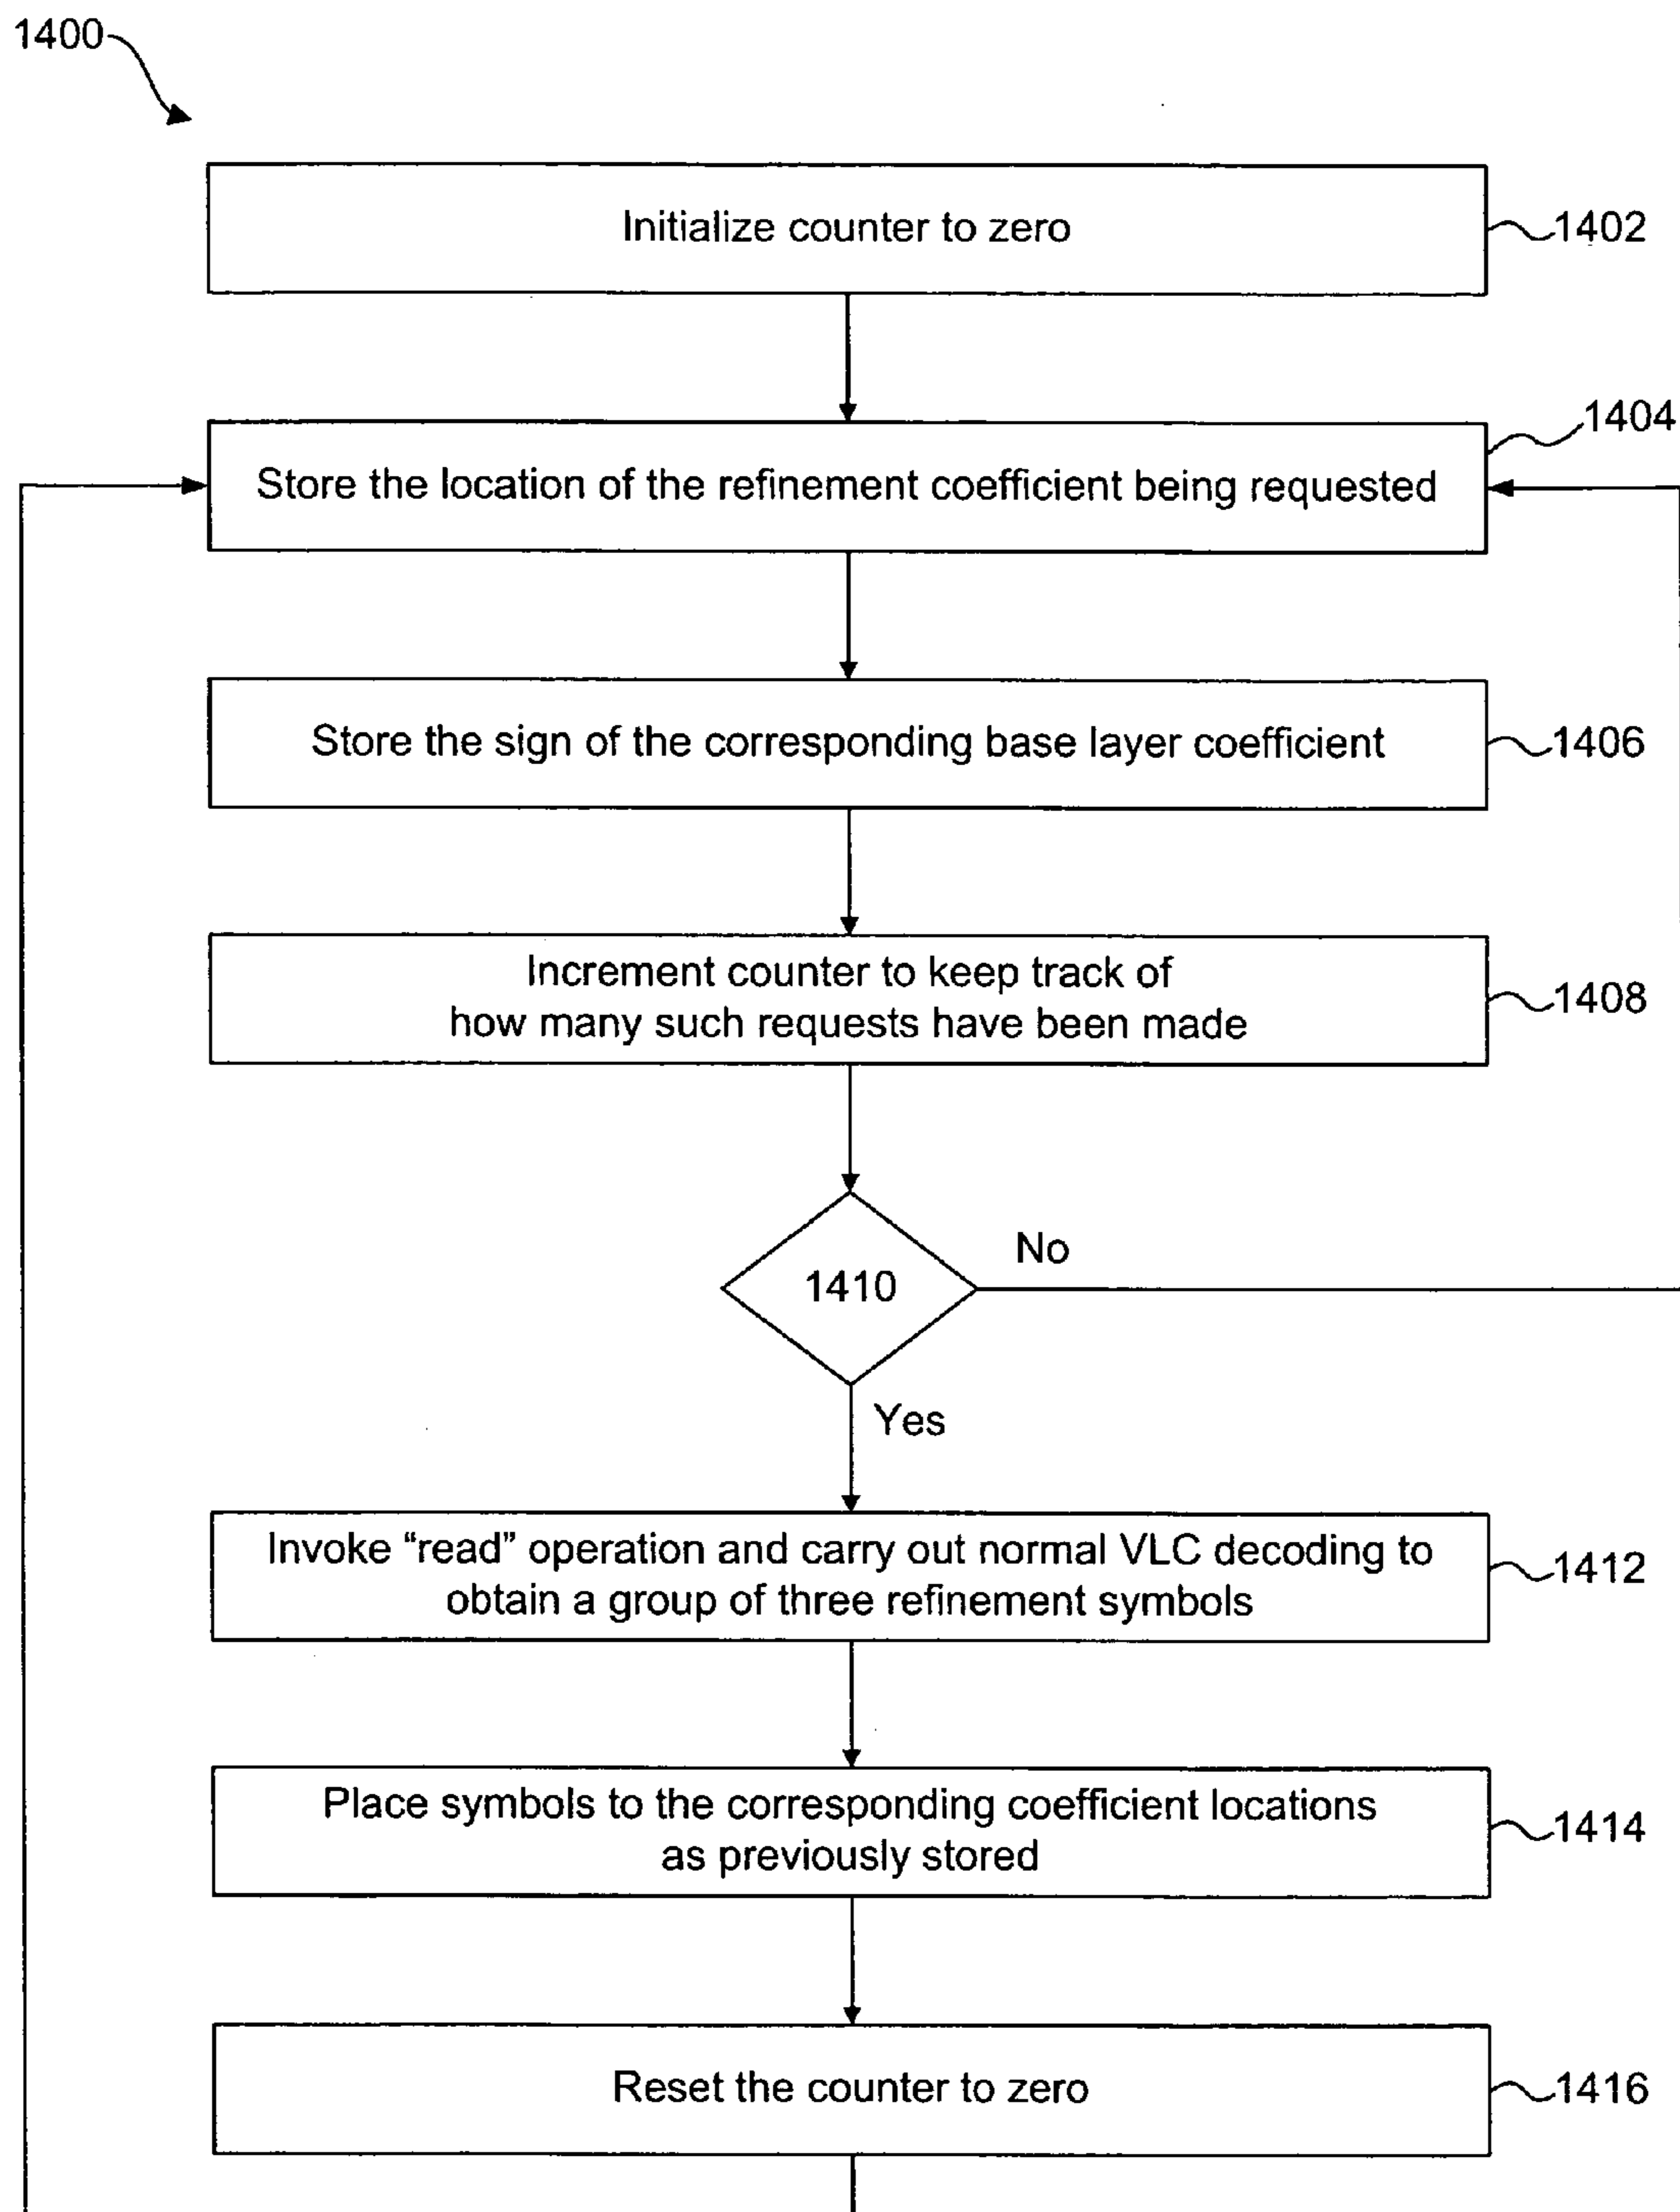 1400
Initialize counter to zero
1402
1404
Store the location of the refinement coefficient being requested
Store the sign of the corresponding base layer coefficient
1406
Increment counter to keep track of
how many such requests have been made
1408
No
1410
Yes
Invoke “read” operation and carry out normal VLC decoding to
obtain a group of three refinement symbols
1412
Place symbols to the corresponding coefficient locations
as previously stored
1414
Reset the counter to zero
1416